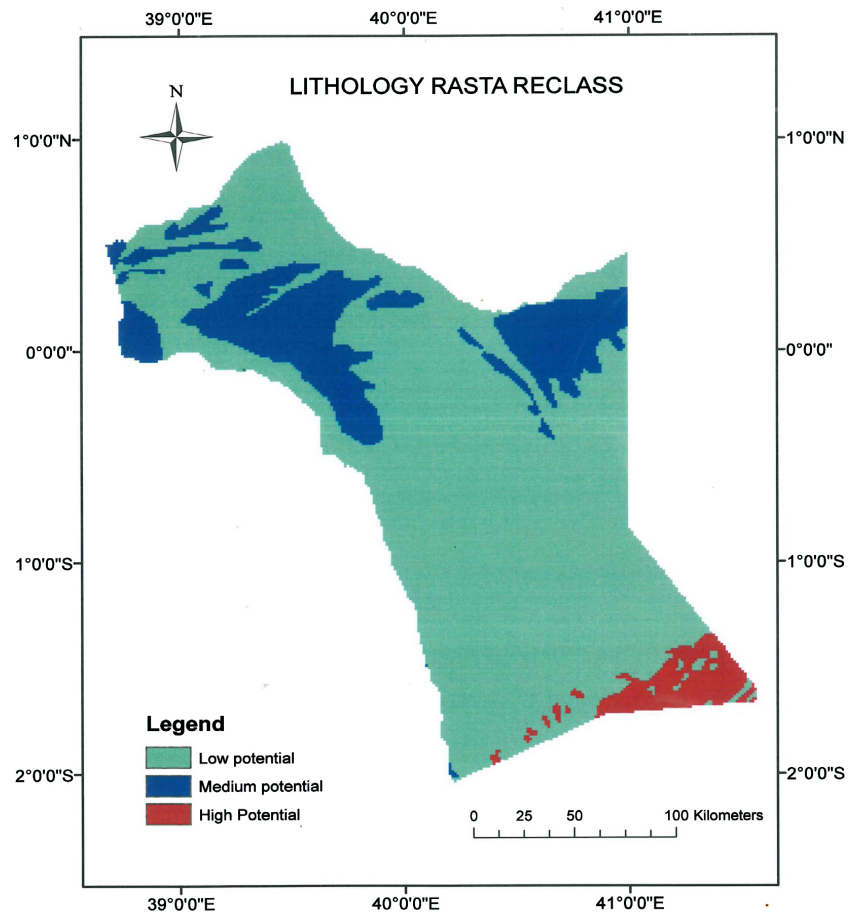 39°0'0"E 40°0'0"E 41°0'0"E
LITHOLOGY RASTA RECLASS
N
1°0'0"N 1°0'0"N
0°0'0" 0°0'0"
1°0'0"S 1°0'0"S
Legend
Low potential
2°0'0"S 2°0'0"S
Medium potential
High Potential
0 25 50 100 Kilometers
39°0'0"E 40°0'0"E 41°0'0"E